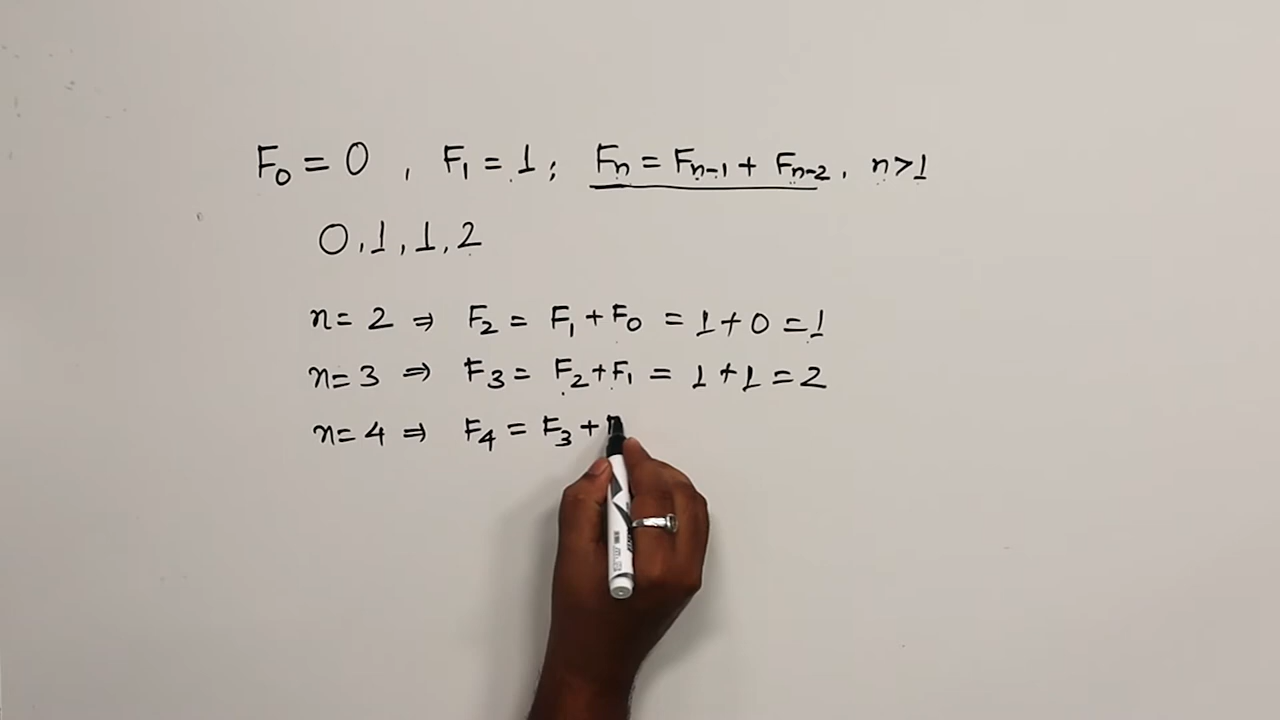 F₀ = 0 , F₁ = 1 ; Fₙ = Fₙ₋₁ + Fₙ₋₂ , n > 1
0, 1, 1, 2
n = 2 ⇒ F₂ = F₁ + F₀ = 1 + 0 = 1
n = 3 ⇒ F₃ = F₂ + F₁ = 1 + 1 = 2
n = 4 ⇒ F₄ = F₃ +